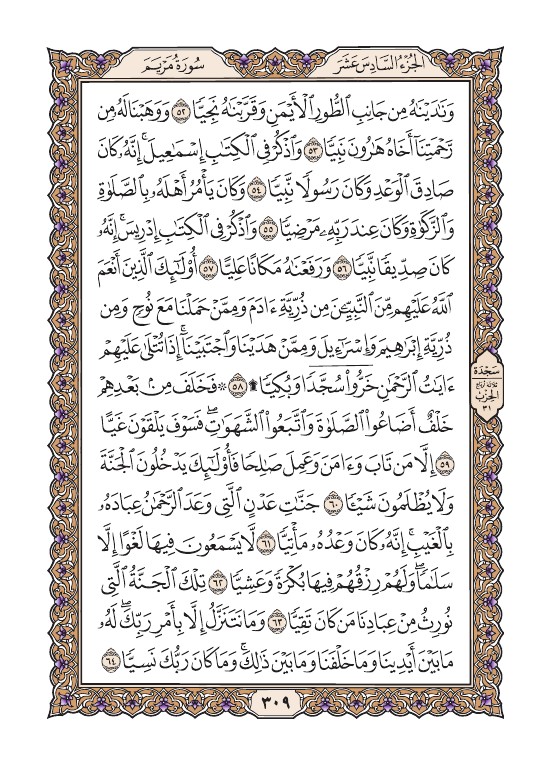 الجُزءُ السَّادِسَ عَشَرَ
سُورَةُ مَرْيَمَ
وَنَٰدَيْنَٰهُ مِن جَانِبِ ٱلطُّورِ ٱلْأَيْمَنِ وَقَرَّبْنَٰهُ نَجِيًّا ٥٢ وَوَهَبْنَا لَهُۥ مِن
رَّحْمَتِنَآ أَخَاهُ هَٰرُونَ نَبِيًّا ٥٣ وَٱذْكُرْ فِى ٱلْكِتَٰبِ إِسْمَٰعِيلَۚ إِنَّهُۥ كَانَ
صَادِقَ ٱلْوَعْدِ وَكَانَ رَسُولًا نَّبِيًّا ٥٤ وَكَانَ يَأْمُرُ أَهْلَهُۥ بِٱلصَّلَوٰةِ
وَٱلزَّكَوٰةِ وَكَانَ عِندَ رَبِّهِۦ مَرْضِيًّا ٥٥ وَٱذْكُرْ فِى ٱلْكِتَٰبِ إِدْرِيسَۚ إِنَّهُۥ
كَانَ صِدِّيقًا نَّبِيًّا ٥٦ وَرَفَعْنَٰهُ مَكَانًا عَلِيًّا ٥٧ أُو۟لَٰٓئِكَ ٱلَّذِينَ أَنْعَمَ
ٱللَّهُ عَلَيْهِم مِّنَ ٱلنَّبِيِّۦنَ مِن ذُرِّيَّةِ ءَادَمَ وَمِمَّنْ حَمَلْنَا مَعَ نُوحٍ وَمِن
ذُرِّيَّةِ إِبْرَٰهِيمَ وَإِسْرَٰٓءِيلَ وَمِمَّنْ هَدَيْنَا وَٱجْتَبَيْنَآۚ إِذَا تُتْلَىٰ عَلَيْهِمْ
ءَايَٰتُ ٱلرَّحْمَٰنِ خَرُّوا۟ سُجَّدًا وَبُكِيًّا ۩ ٥٨ ۞ فَخَلَفَ مِنۢ بَعْدِهِمْ
خَلْفٌ أَضَاعُوا۟ ٱلصَّلَوٰةَ وَٱتَّبَعُوا۟ ٱلشَّهَوَٰتِۖ فَسَوْفَ يَلْقَوْنَ غَيًّا
٥٩ إِلَّا مَن تَابَ وَءَامَنَ وَعَمِلَ صَٰلِحًا فَأُو۟لَٰٓئِكَ يَدْخُلُونَ ٱلْجَنَّةَ
وَلَا يُظْلَمُونَ شَيْـًٔا ٦٠ جَنَّٰتِ عَدْنٍ ٱلَّتِى وَعَدَ ٱلرَّحْمَٰنُ عِبَادَهُۥ
بِٱلْغَيْبِۚ إِنَّهُۥ كَانَ وَعْدُهُۥ مَأْتِيًّا ٦١ لَّا يَسْمَعُونَ فِيهَا لَغْوًا إِلَّا
سَلَٰمًاۖ وَلَهُمْ رِزْقُهُمْ فِيهَا بُكْرَةً وَعَشِيًّا ٦٢ تِلْكَ ٱلْجَنَّةُ ٱلَّتِى
نُورِثُ مِنْ عِبَادِنَا مَن كَانَ تَقِيًّا ٦٣ وَمَا نَتَنَزَّلُ إِلَّا بِأَمْرِ رَبِّكَۖ لَهُۥ
مَا بَيْنَ أَيْدِينَا وَمَا خَلْفَنَا وَمَا بَيْنَ ذَٰلِكَۚ وَمَا كَانَ رَبُّكَ نَسِيًّا ٦٤
سَجْدَة
ثلاثة أرباع
الحِزْب
٣١
٣٠٩